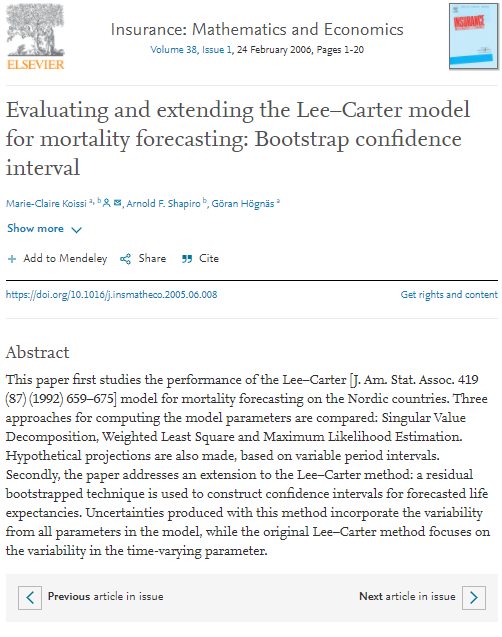 ELSEVIER
Insurance: Mathematics and Economics
Volume 38, Issue 1, 24 February 2006, Pages 1-20
INSURANCE
Evaluating and extending the Lee–Carter model
for mortality forecasting: Bootstrap confidence
interval
Marie-Claire Koissi a, b, Arnold F. Shapiro b, Göran Högnäs a
Show more
Add to Mendeley Share Cite
https://doi.org/10.1016/j.insmatheco.2005.06.008 Get rights and content
Abstract
This paper first studies the performance of the Lee–Carter [J. Am. Stat. Assoc. 419
(87) (1992) 659–675] model for mortality forecasting on the Nordic countries. Three
approaches for computing the model parameters are compared: Singular Value
Decomposition, Weighted Least Square and Maximum Likelihood Estimation.
Hypothetical projections are also made, based on variable period intervals.
Secondly, the paper addresses an extension to the Lee–Carter method: a residual
bootstrapped technique is used to construct confidence intervals for forecasted life
expectancies. Uncertainties produced with this method incorporate the variability
from all parameters in the model, while the original Lee–Carter method focuses on
the variability in the time-varying parameter.
Previous article in issue Next article in issue